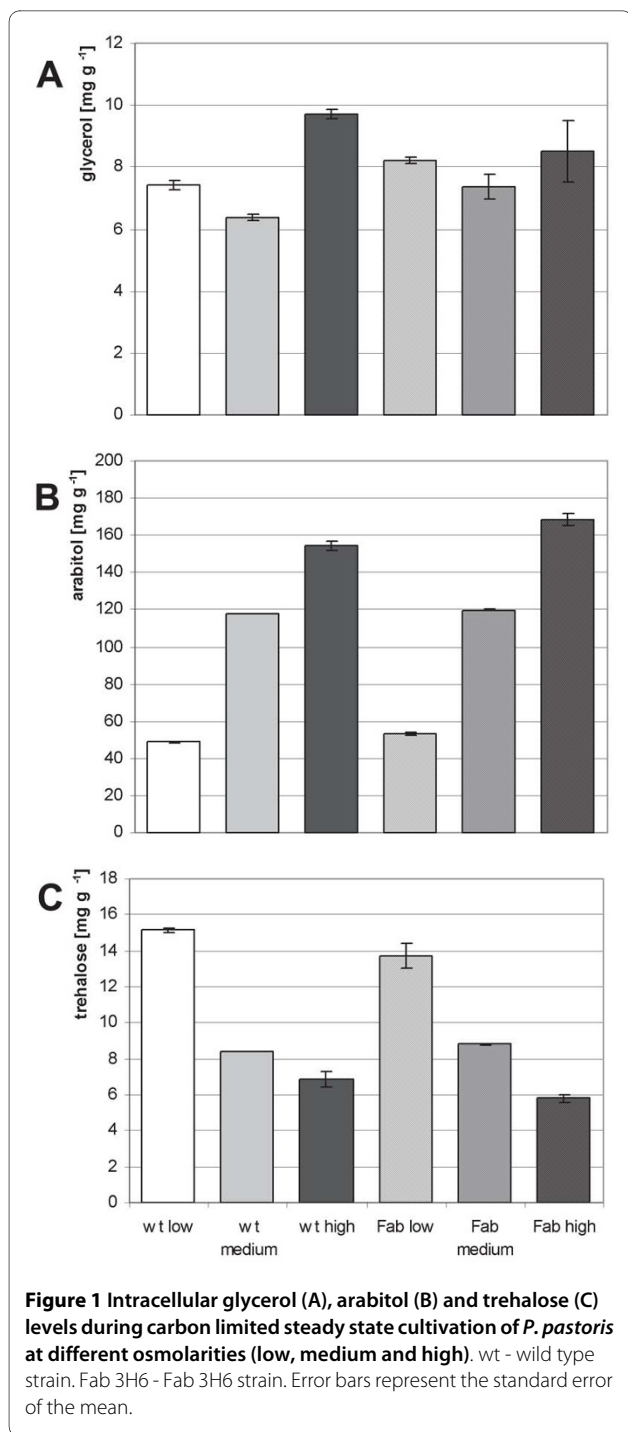 A
glycerol [mg g -1]
12
10
8
6
4
2
0
B
arabitol [mg g -1]
200
180
160
140
120
100
80
60
40
20
0
C
trehalose [mg g -1]
18
16
14
12
10
8
6
4
2
0
wt low
wt medium
wt high
Fab low
Fab medium
Fab high
Figure 1 Intracellular glycerol (A), arabitol (B) and trehalose (C)
levels during carbon limited steady state cultivation of P. pastoris
at different osmolarities (low, medium and high). wt - wild type
strain. Fab 3H6 - Fab 3H6 strain. Error bars represent the standard error
of the mean.